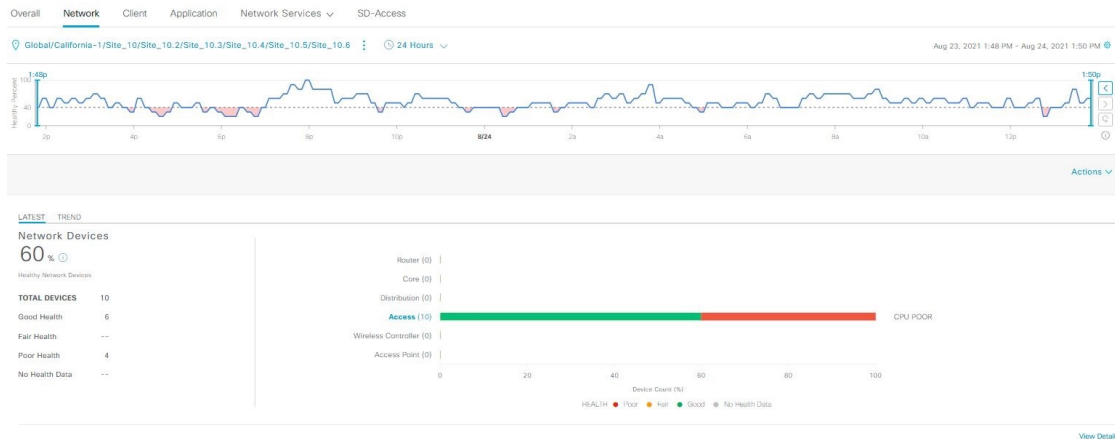 Overall Network Client Application Network Services SD-Access
Global/California-1/Site_10/Site_10.2/Site_10.3/Site_10.4/Site_10.5/Site_10.6 24 Hours Aug 23, 2021 1:48 PM - Aug 24, 2021 1:50 PM
1:48p 1:50p
Healthy Percent
100
40
0
2p 4p 6p 8p 10p 8/24 2a 4a 6a 8a 10a 12p
Actions
LATEST TREND
Network Devices
60 %
Healthy Network Devices
TOTAL DEVICES 10
Good Health 6
Fair Health --
Poor Health 4
No Health Data --
Router (0)
Core (0)
Distribution (0)
Access (10) CPU POOR
Wireless Controller (0)
Access Point (0)
0 20 40 60 80 100
Device Count (%)
HEALTH Poor Fair Good No Health Data
View Detail